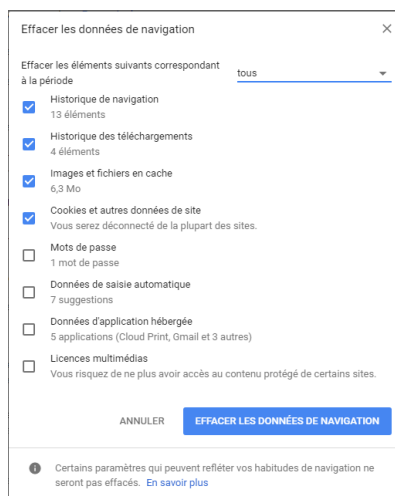 Effacer les données de navigation
Effacer les éléments suivants correspondant
à la période
tous
Historique de navigation
13 éléments
Historique des téléchargements
4 éléments
Images et fichiers en cache
6,3 Mo
Cookies et autres données de site
Vous serez déconnecté de la plupart des sites.
Mots de passe
1 mot de passe
Données de saisie automatique
7 suggestions
Données d'application hébergée
5 applications (Cloud Print, Gmail et 3 autres)
Licences multimédias
Vous risquez de ne plus avoir accès au contenu protégé de certains sites.
ANNULER
EFFACER LES DONNÉES DE NAVIGATION
Certains paramètres qui peuvent refléter vos habitudes de navigation ne
seront pas effacés. En savoir plus